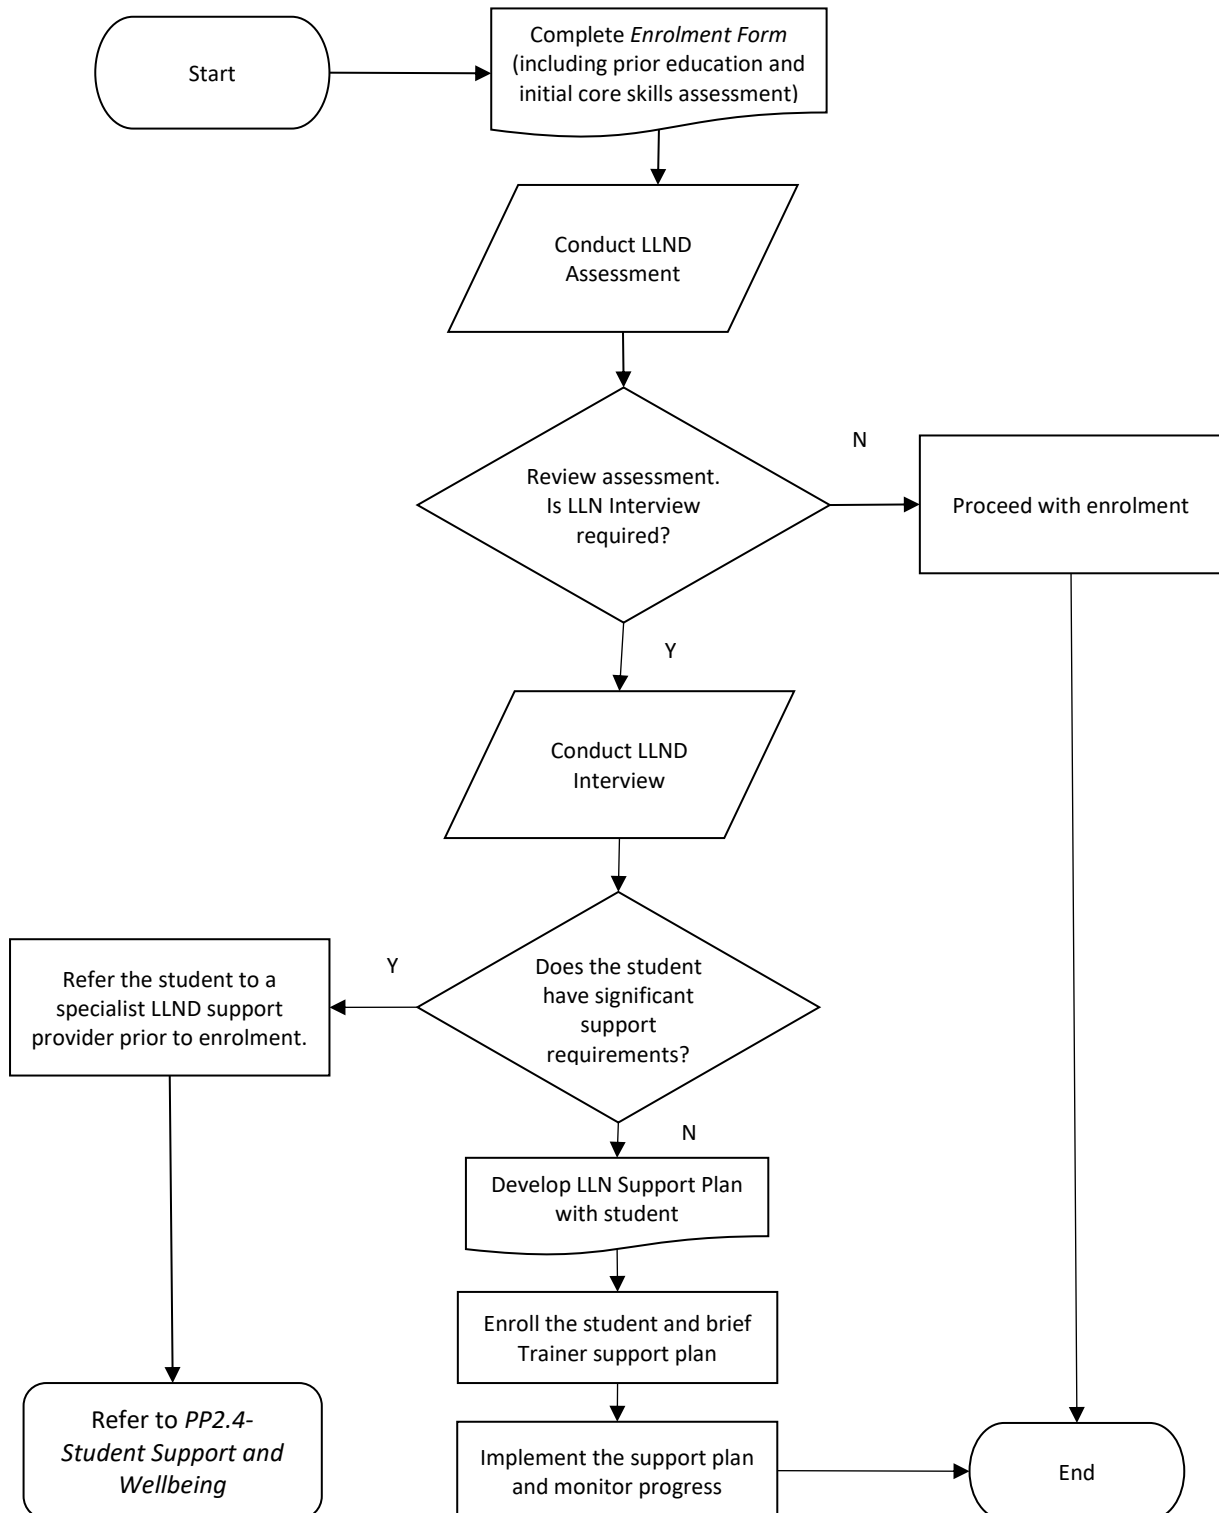 Start
Complete Enrolment Form
(including prior education and
initial core skills assessment)
Conduct LLND
Assessment
Review assessment.
Is LLN Interview
required?
N
Proceed with enrolment
Y
Conduct LLND
Interview
Does the student
have significant
support
requirements?
Y
Refer the student to a
specialist LLND support
provider prior to enrolment.
N
Develop LLN Support Plan
with student
Enroll the student and brief
Trainer support plan
Refer to PP2.4-
Student Support and
Wellbeing
Implement the support plan
and monitor progress
End